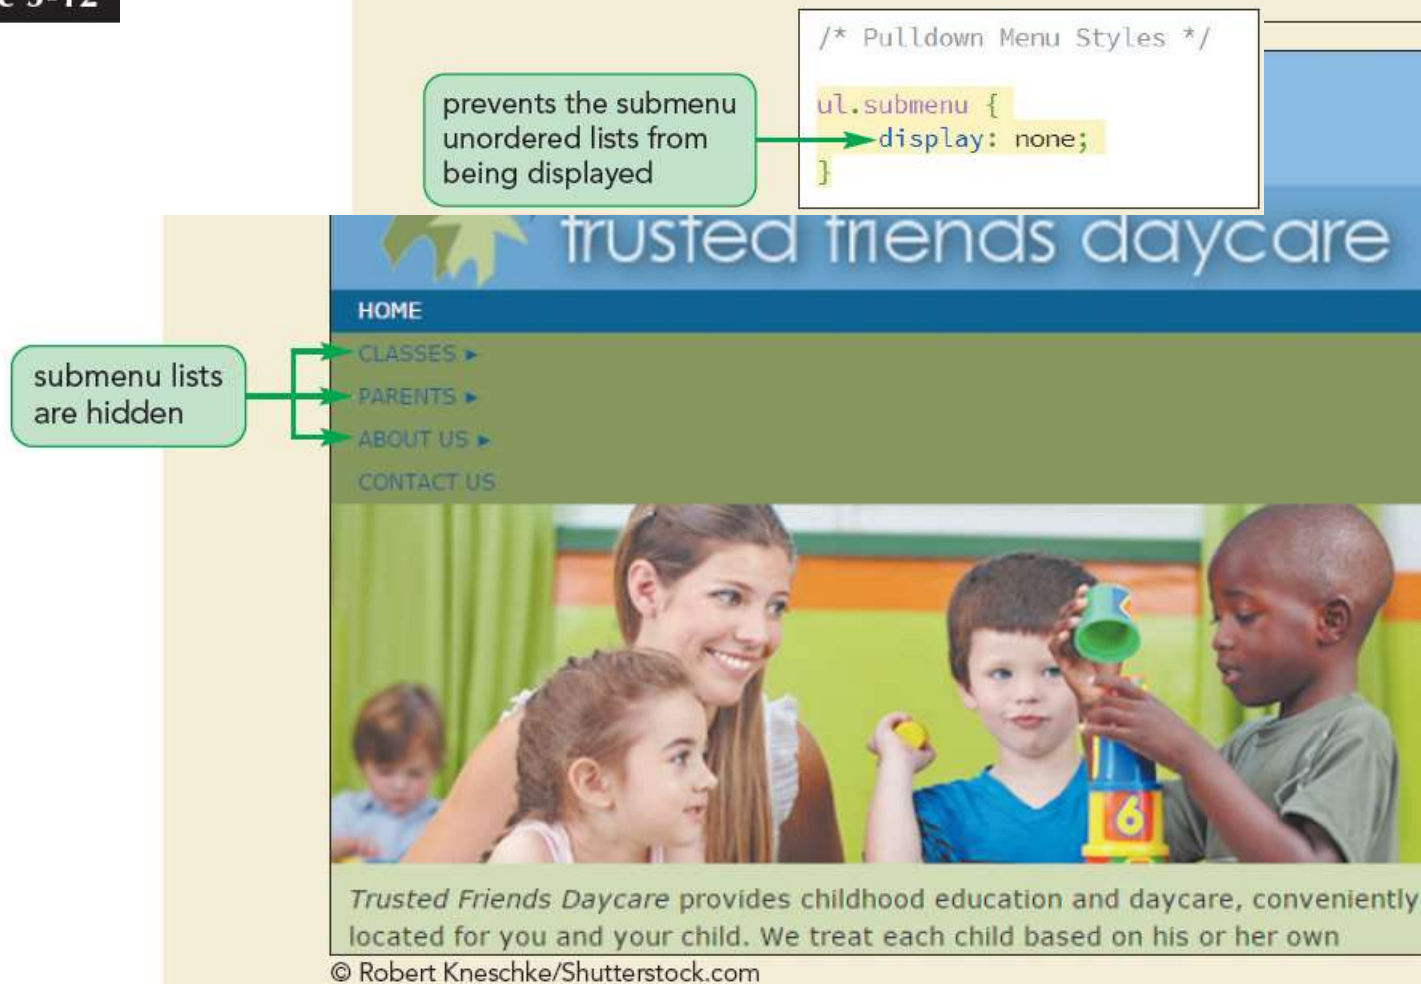 /* Pulldown Menu Styles */
prevents the submenu
unordered lists from
being displayed
ul.submenu {
display: none;
}
trusted friends daycare
HOME
submenu lists
are hidden
CLASSES ▸
PARENTS ▸
ABOUT US ▸
CONTACT US
6
Trusted Friends Daycare provides childhood education and daycare, conveniently
located for you and your child. We treat each child based on his or her own
© Robert Kneschke/Shutterstock.com